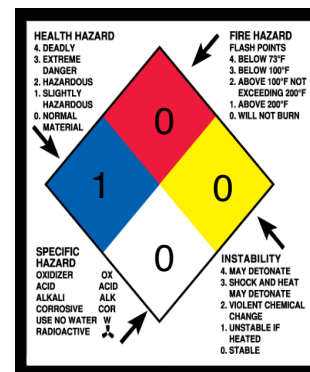 HEALTH HAZARD
4. DEADLY
3. EXTREME
DANGER
2. HAZARDOUS
1. SLIGHTLY
HAZARDOUS
0. NORMAL
MATERIAL
FIRE HAZARD
FLASH POINTS
4. BELOW 73°F
3. BELOW 100°F
2. ABOVE 100°F NOT
EXCEEDING 200°F
1. ABOVE 200°F
0. WILL NOT BURN
0
1
0
0
SPECIFIC
HAZARD
OXIDIZER OX
ACID ACID
ALKALI ALK
CORROSIVE COR
USE NO WATER W
RADIOACTIVE
INSTABILITY
4. MAY DETONATE
3. SHOCK AND HEAT
MAY DETONATE
2. VIOLENT CHEMICAL
CHANGE
1. UNSTABLE IF
HEATED
0. STABLE